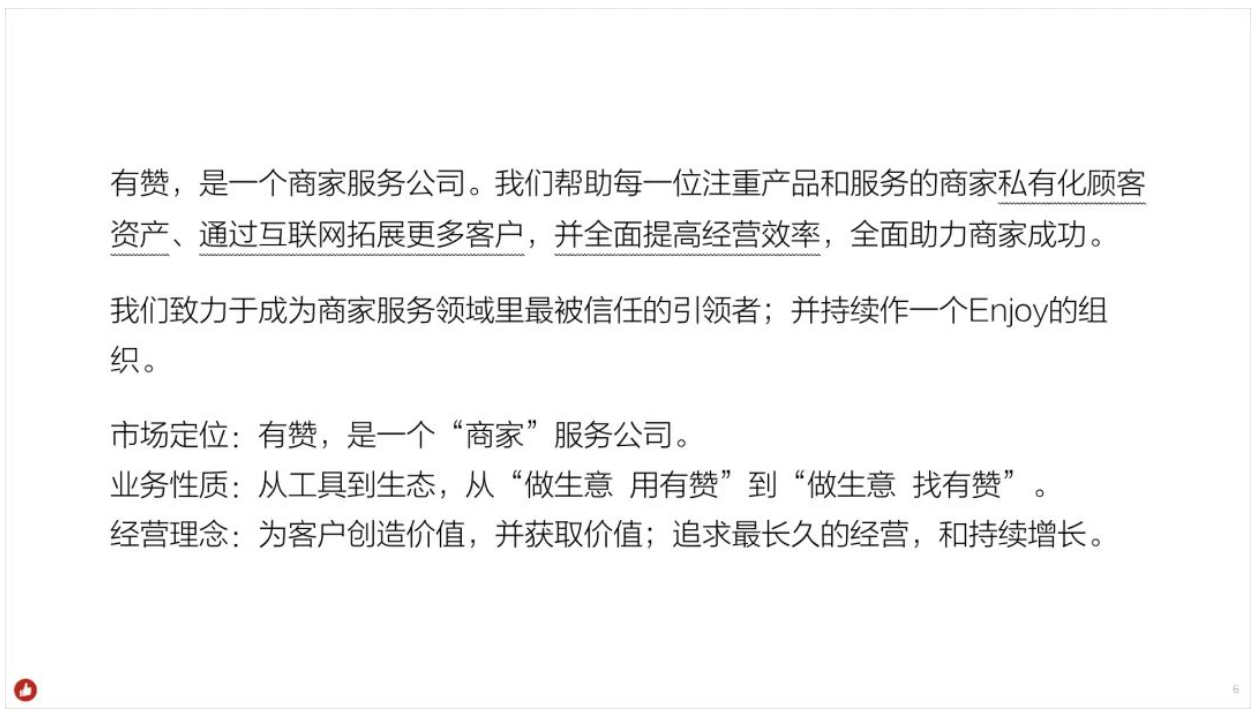 有赞，是一个商家服务公司。我们帮助每一位注重产品和服务的商家私有化顾客
资产、通过互联网拓展更多客户，并全面提高经营效率，全面助力商家成功。
我们致力于成为商家服务领域里最被信任的引领者；并持续作一个Enjoy的组
织。
市场定位：有赞，是一个“商家”服务公司。
业务性质：从工具到生态，从“做生意 用有赞”到“做生意 找有赞”。
经营理念：为客户创造价值，并获取价值；追求最长久的经营，和持续增长。
6